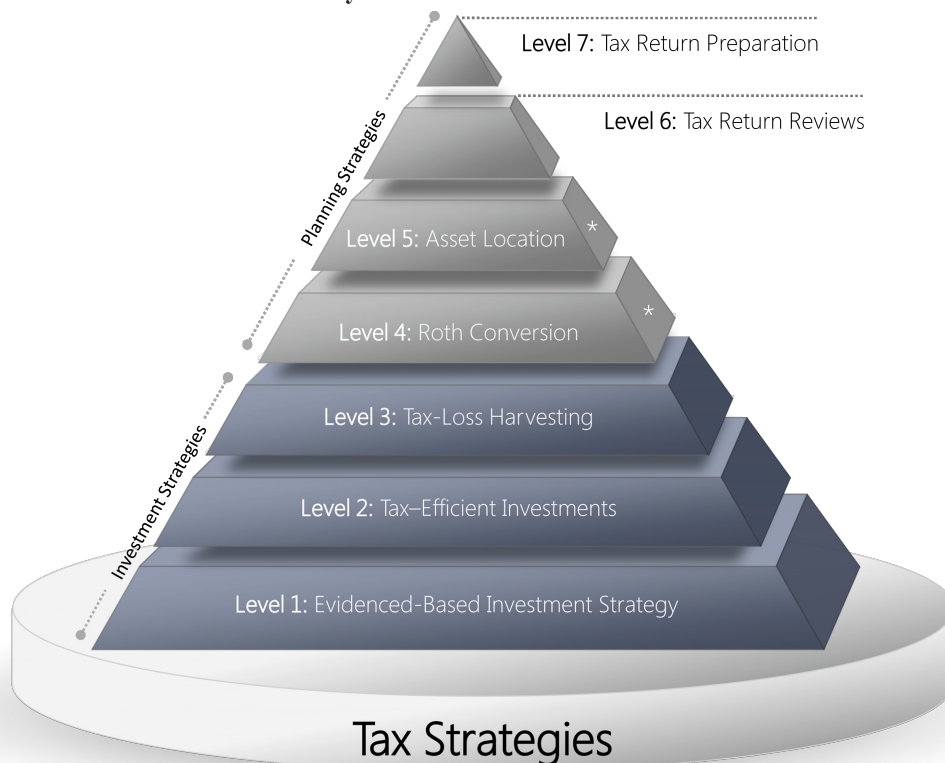 Level 7: Tax Return Preparation
Level 6: Tax Return Reviews
Planning Strategies
Level 5: Asset Location
*
Level 4: Roth Conversion
*
Level 3: Tax-Loss Harvesting
Investment Strategies
Level 2: Tax–Efficient Investments
Level 1: Evidenced-Based Investment Strategy
Tax Strategies